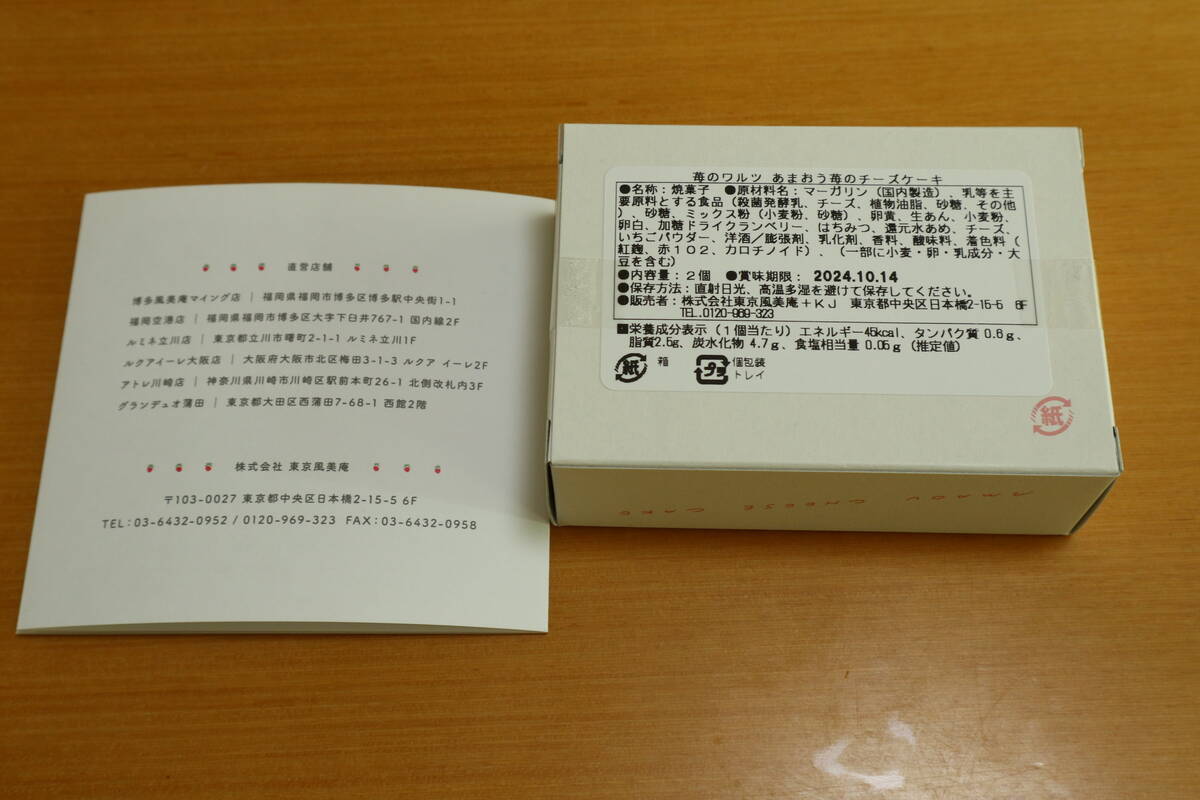 直営店舗
博多風美庵マイング店 | 福岡県福岡市博多区博多駅中央街1-1
福岡空港店 | 福岡県福岡市博多区大字下臼井767-1 国内線2F
ルミネ立川店 | 東京都立川市曙町2-1-1 ルミネ立川1F
ルクアイーレ大阪店 | 大阪府大阪市北区梅田3-1-3 ルクア イーレ2F
アトレ川崎店 | 神奈川県川崎市川崎区駅前本町26-1 北側改札内3F
グランデュオ蒲田 | 東京都大田区西蒲田7-68-1 西館2階
株式会社 東京風美庵
〒103-0027 東京都中央区日本橋2-15-5 6F
TEL:03-6432-0952 / 0120-969-323 FAX:03-6432-0958
苺のワルツ あまおう苺のチーズケーキ
●名称:焼菓子 ●原材料名:マーガリン(国内製造)、乳等を主
要原料とする食品(殺菌発酵乳、チーズ、植物油脂、砂糖、その他
)、砂糖、ミックス粉(小麦粉、砂糖)、卵黄、生あん、小麦粉、
卵白、加糖ドライクランベリー、はちみつ、還元水あめ、チーズ、
いちごパウダー、洋酒/膨張剤、乳化剤、香料、酸味料、着色料(
紅麹、赤102、カロチノイド)、(一部に小麦・卵・乳成分・大
豆を含む)
●内容量:2個 ●賞味期限: 2024.10.14
●保存方法:直射日光、高温多湿を避けて保存してください。
●販売者:株式会社東京風美庵+KJ 東京都中央区日本橋2-15-5 6F
TEL.0120-969-323
■栄養成分表示(1個当たり)エネルギー45kcal、タンパク質 0.6g、
脂質2.5g、炭水化物 4.7g、食塩相当量 0.05g(推定値)
紙 箱 プラ 個包装
トレイ
紙
AMAOU CHEESE CAKE